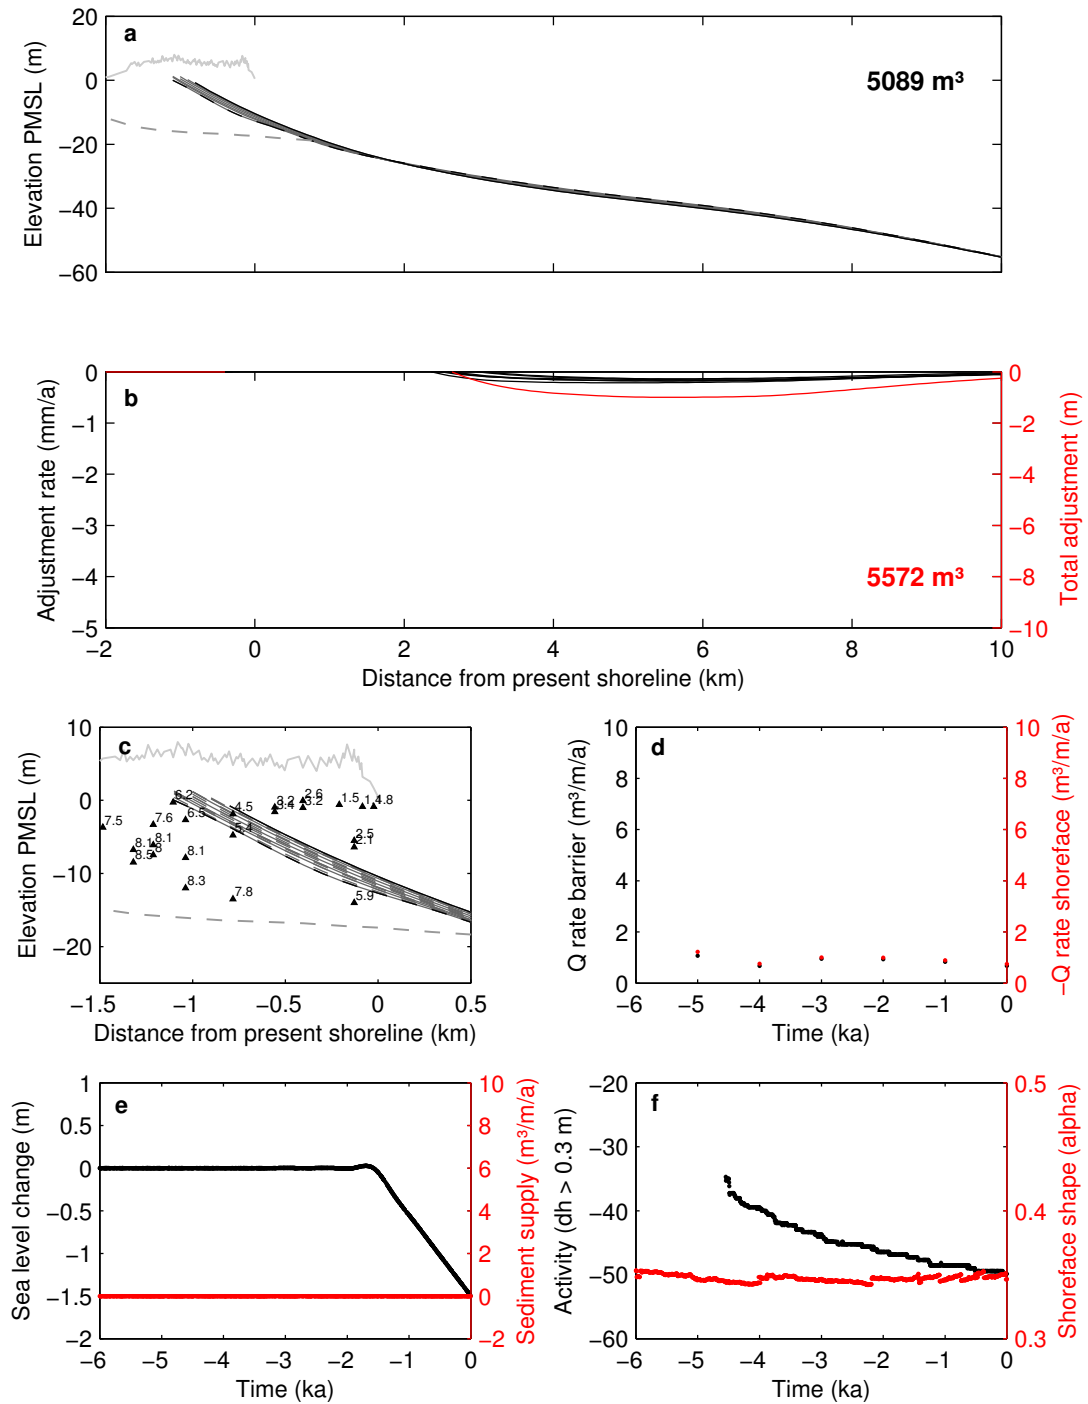 20
0
−20
−40
−60
Elevation PMSL (m)
a
5089 m³
0
−1
−2
−3
−4
−5
Adjustment rate (mm/a)
b
5572 m³
0
−2
−4
−6
−8
−10
Total adjustment (m)
−2 0 2 4 6 8 10
Distance from present shoreline (km)
10
0
−10
−20
Elevation PMSL (m)
c
7.5
8.1
8.5
7.6
8.1
8
6.2
6.5
8.1
8.3
4.5
5.4
7.8
3.2
3.4
2.6
3.2
1.5
2.5
2.1
5.9
1.8
−1.5 −1 −0.5 0 0.5
Distance from present shoreline (km)
10
8
6
4
2
0
Q rate barrier (m³/m/a)
d
10
8
6
4
2
0
−Q rate shoreface (m³/m/a)
−6 −5 −4 −3 −2 −1 0
Time (ka)
1
0.5
0
−0.5
−1
−1.5
−2
Sea level change (m)
e
10
8
6
4
2
0
−2
Sediment supply (m³/m/a)
−6 −5 −4 −3 −2 −1 0
Time (ka)
−20
−30
−40
−50
−60
Activity (dh > 0.3 m)
f
0.5
0.4
0.3
Shoreface shape (alpha)
−6 −5 −4 −3 −2 −1 0
Time (ka)